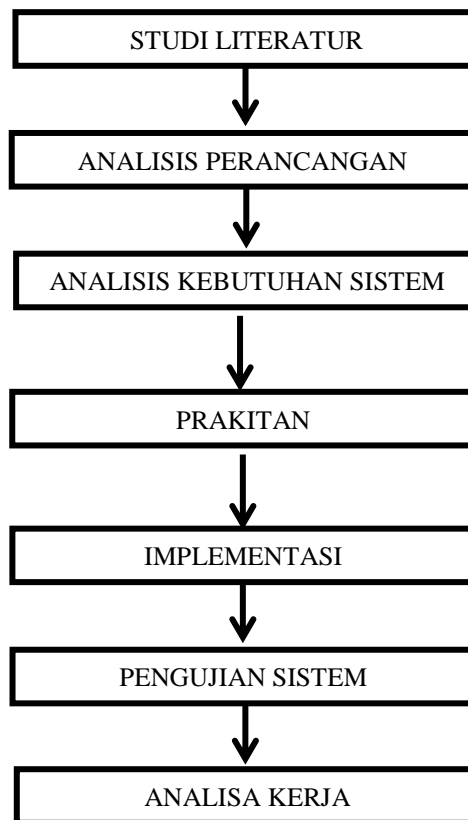 STUDI LITERATUR
ANALISIS PERANCANGAN
ANALISIS KEBUTUHAN SISTEM
PRAKITAN
IMPLEMENTASI
PENGUJIAN SISTEM
ANALISA KERJA